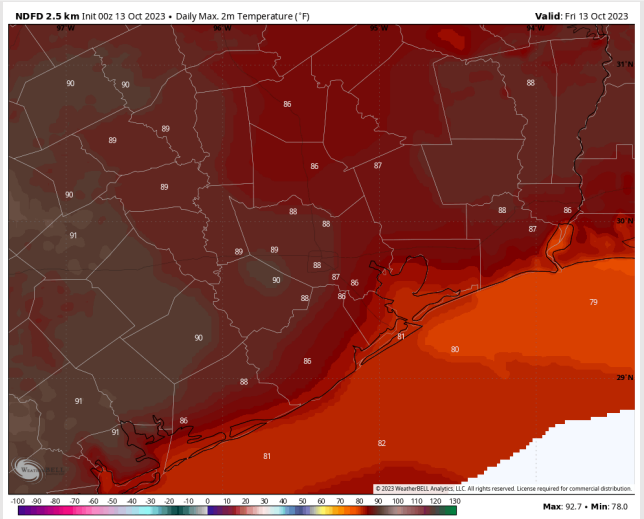 NDFD 2.5 km Init 00z 13 Oct 2023 • Daily Max. 2m Temperature (°F) Valid: Fri 13 Oct 2023
97°W 96°W 95°W 94°W
31°N
90 90 88
86
89 89
86 87
90 89
88 88 86
91 88 87 30°N
89 89
88
90 87 86
88 86
79
90 81 80
86
88 29°N
91 86
91 82
81
WeatherBELL
© 2023 WeatherBELL Analytics, LLC. All rights reserved. License required for commercial distribution.
-100 -90 -80 -70 -60 -50 -40 -30 -20 -10 0 10 20 30 40 50 60 70 80 90 100 110 120 130
Max: 92.7 • Min: 78.0